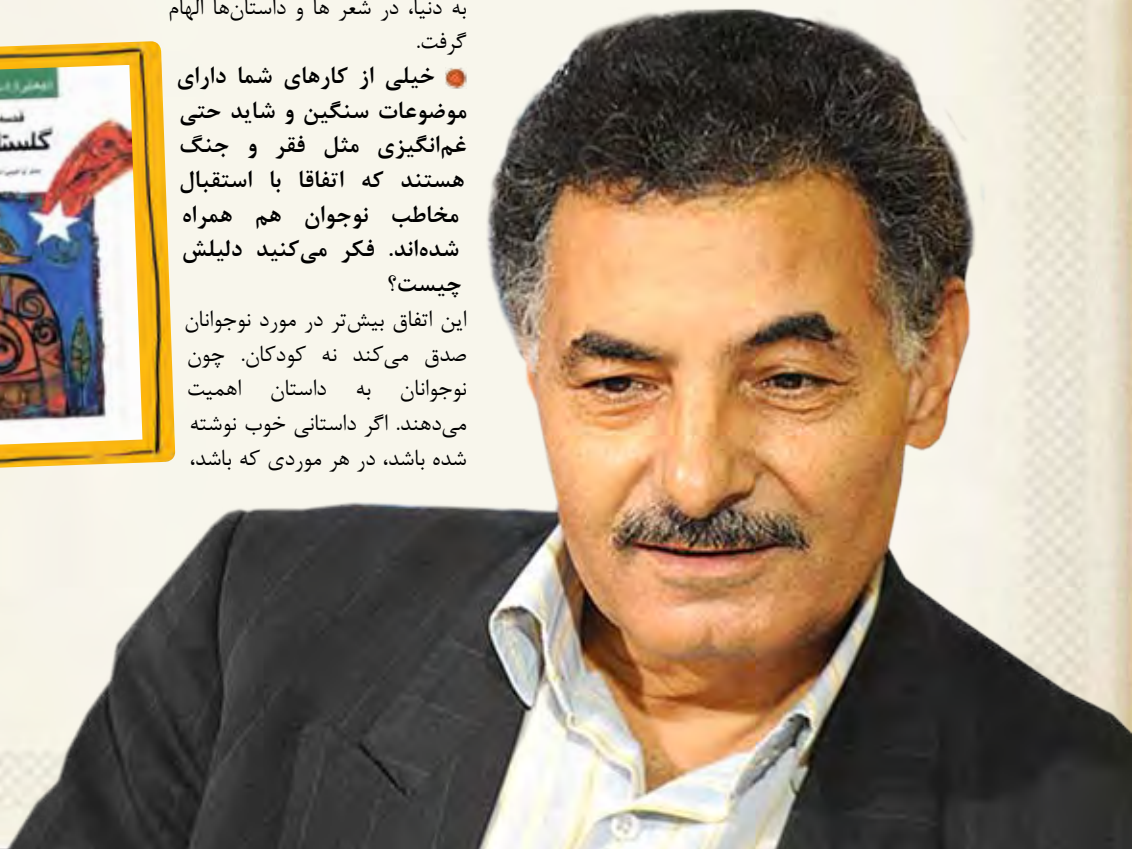 به دنیا، در شعر ها و داستان‌ها الهام
گرفت.
خیلی از کارهای شما دارای
موضوعات سنگین و شاید حتی
غم‌انگیزی مثل فقر و جنگ
هستند که اتفاقا با استقبال
مخاطب نوجوان هم همراه
شده‌اند. فکر می‌کنید دلیلش
چیست؟
این اتفاق بیش‌تر در مورد نوجوانان
صدق می‌کند نه کودکان. چون
نوجوانان به داستان اهمیت
می‌دهند. اگر داستانی خوب نوشته
شده باشد، در هر موردی که باشد،